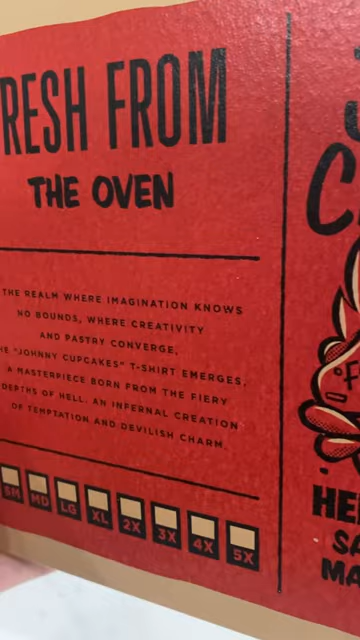 RESH FROM
THE OVEN
THE REALM WHERE IMAGINATION KNOWS
NO BOUNDS, WHERE CREATIVITY
AND PASTRY CONVERGE,
HE "JOHNNY CUPCAKES" T-SHIRT EMERGES,
A MASTERPIECE BORN FROM THE FIERY
DEPTHS OF HELL. AN INFERNAL CREATION
OF TEMPTATION AND DEVILISH CHARM.
SM MD LG XL 2X 3X 4X 5X